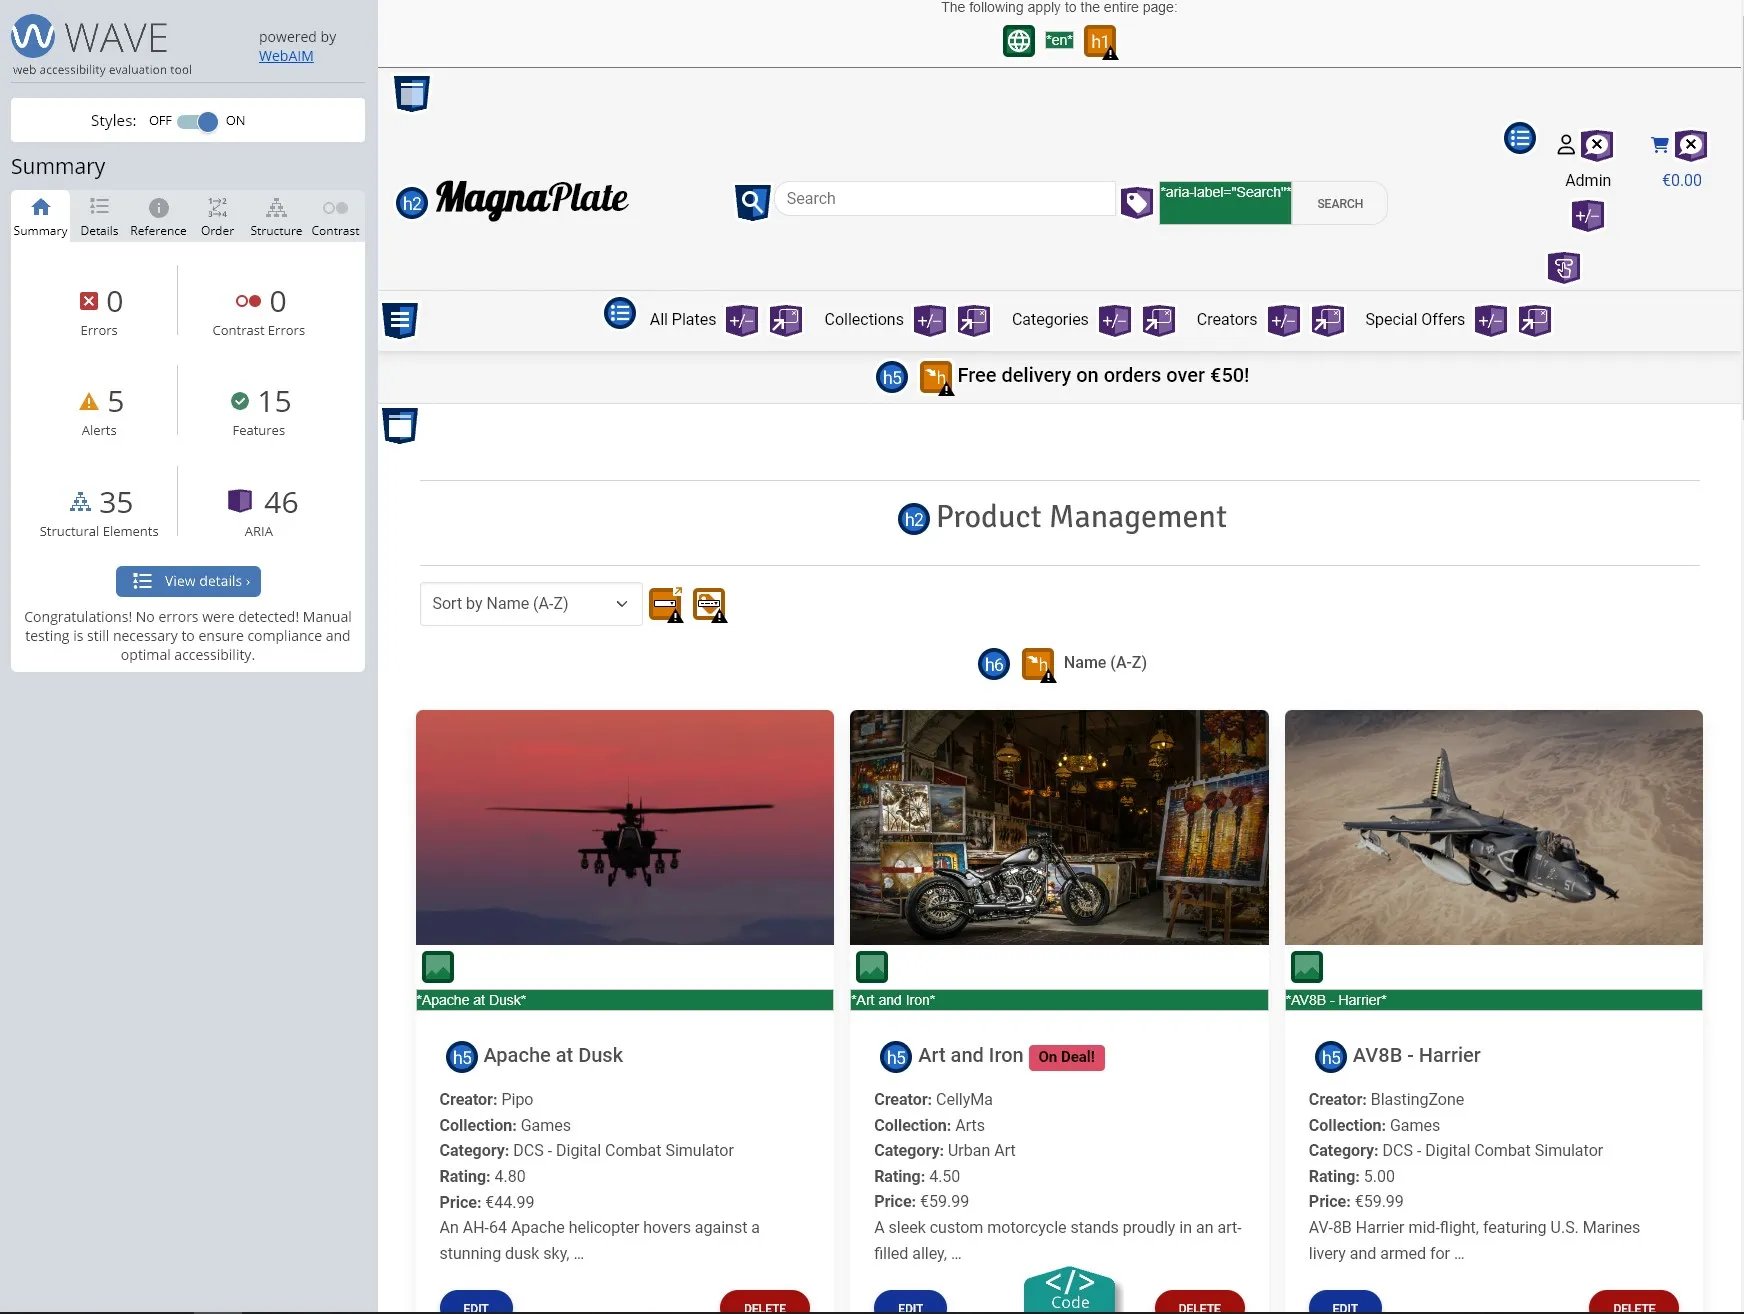 WAVE
powered by
WebAIM
web accessibility evaluation tool
Styles: OFF ON
Summary
Summary Details Reference Order Structure Contrast
0 0
Errors Contrast Errors
5 15
Alerts Features
35 46
Structural Elements ARIA
View details ›
Congratulations! No errors were detected! Manual
testing is still necessary to ensure compliance and
optimal accessibility.
The following apply to the entire page:
*en* h1
h2 MagnaPlate
Search
*aria-label="Search"*
SEARCH
Admin €0.00
+/−
All Plates +/− Collections +/− Categories +/− Creators +/− Special Offers +/−
h5 h Free delivery on orders over €50!
h2 Product Management
Sort by Name (A-Z)
h6 h Name (A-Z)
*Apache at Dusk*
h5 Apache at Dusk
Creator: Pipo
Collection: Games
Category: DCS - Digital Combat Simulator
Rating: 4.80
Price: €44.99
An AH-64 Apache helicopter hovers against a
stunning dusk sky, ...
EDIT DELETE
*Art and Iron*
h5 Art and Iron On Deal!
Creator: CellyMa
Collection: Arts
Category: Urban Art
Rating: 4.50
Price: €59.99
A sleek custom motorcycle stands proudly in an art-
filled alley, ...
EDIT DELETE
*AV8B - Harrier*
h5 AV8B - Harrier
Creator: BlastingZone
Collection: Games
Category: DCS - Digital Combat Simulator
Rating: 5.00
Price: €59.99
AV-8B Harrier mid-flight, featuring U.S. Marines
livery and armed for ...
EDIT DELETE
</>
Code